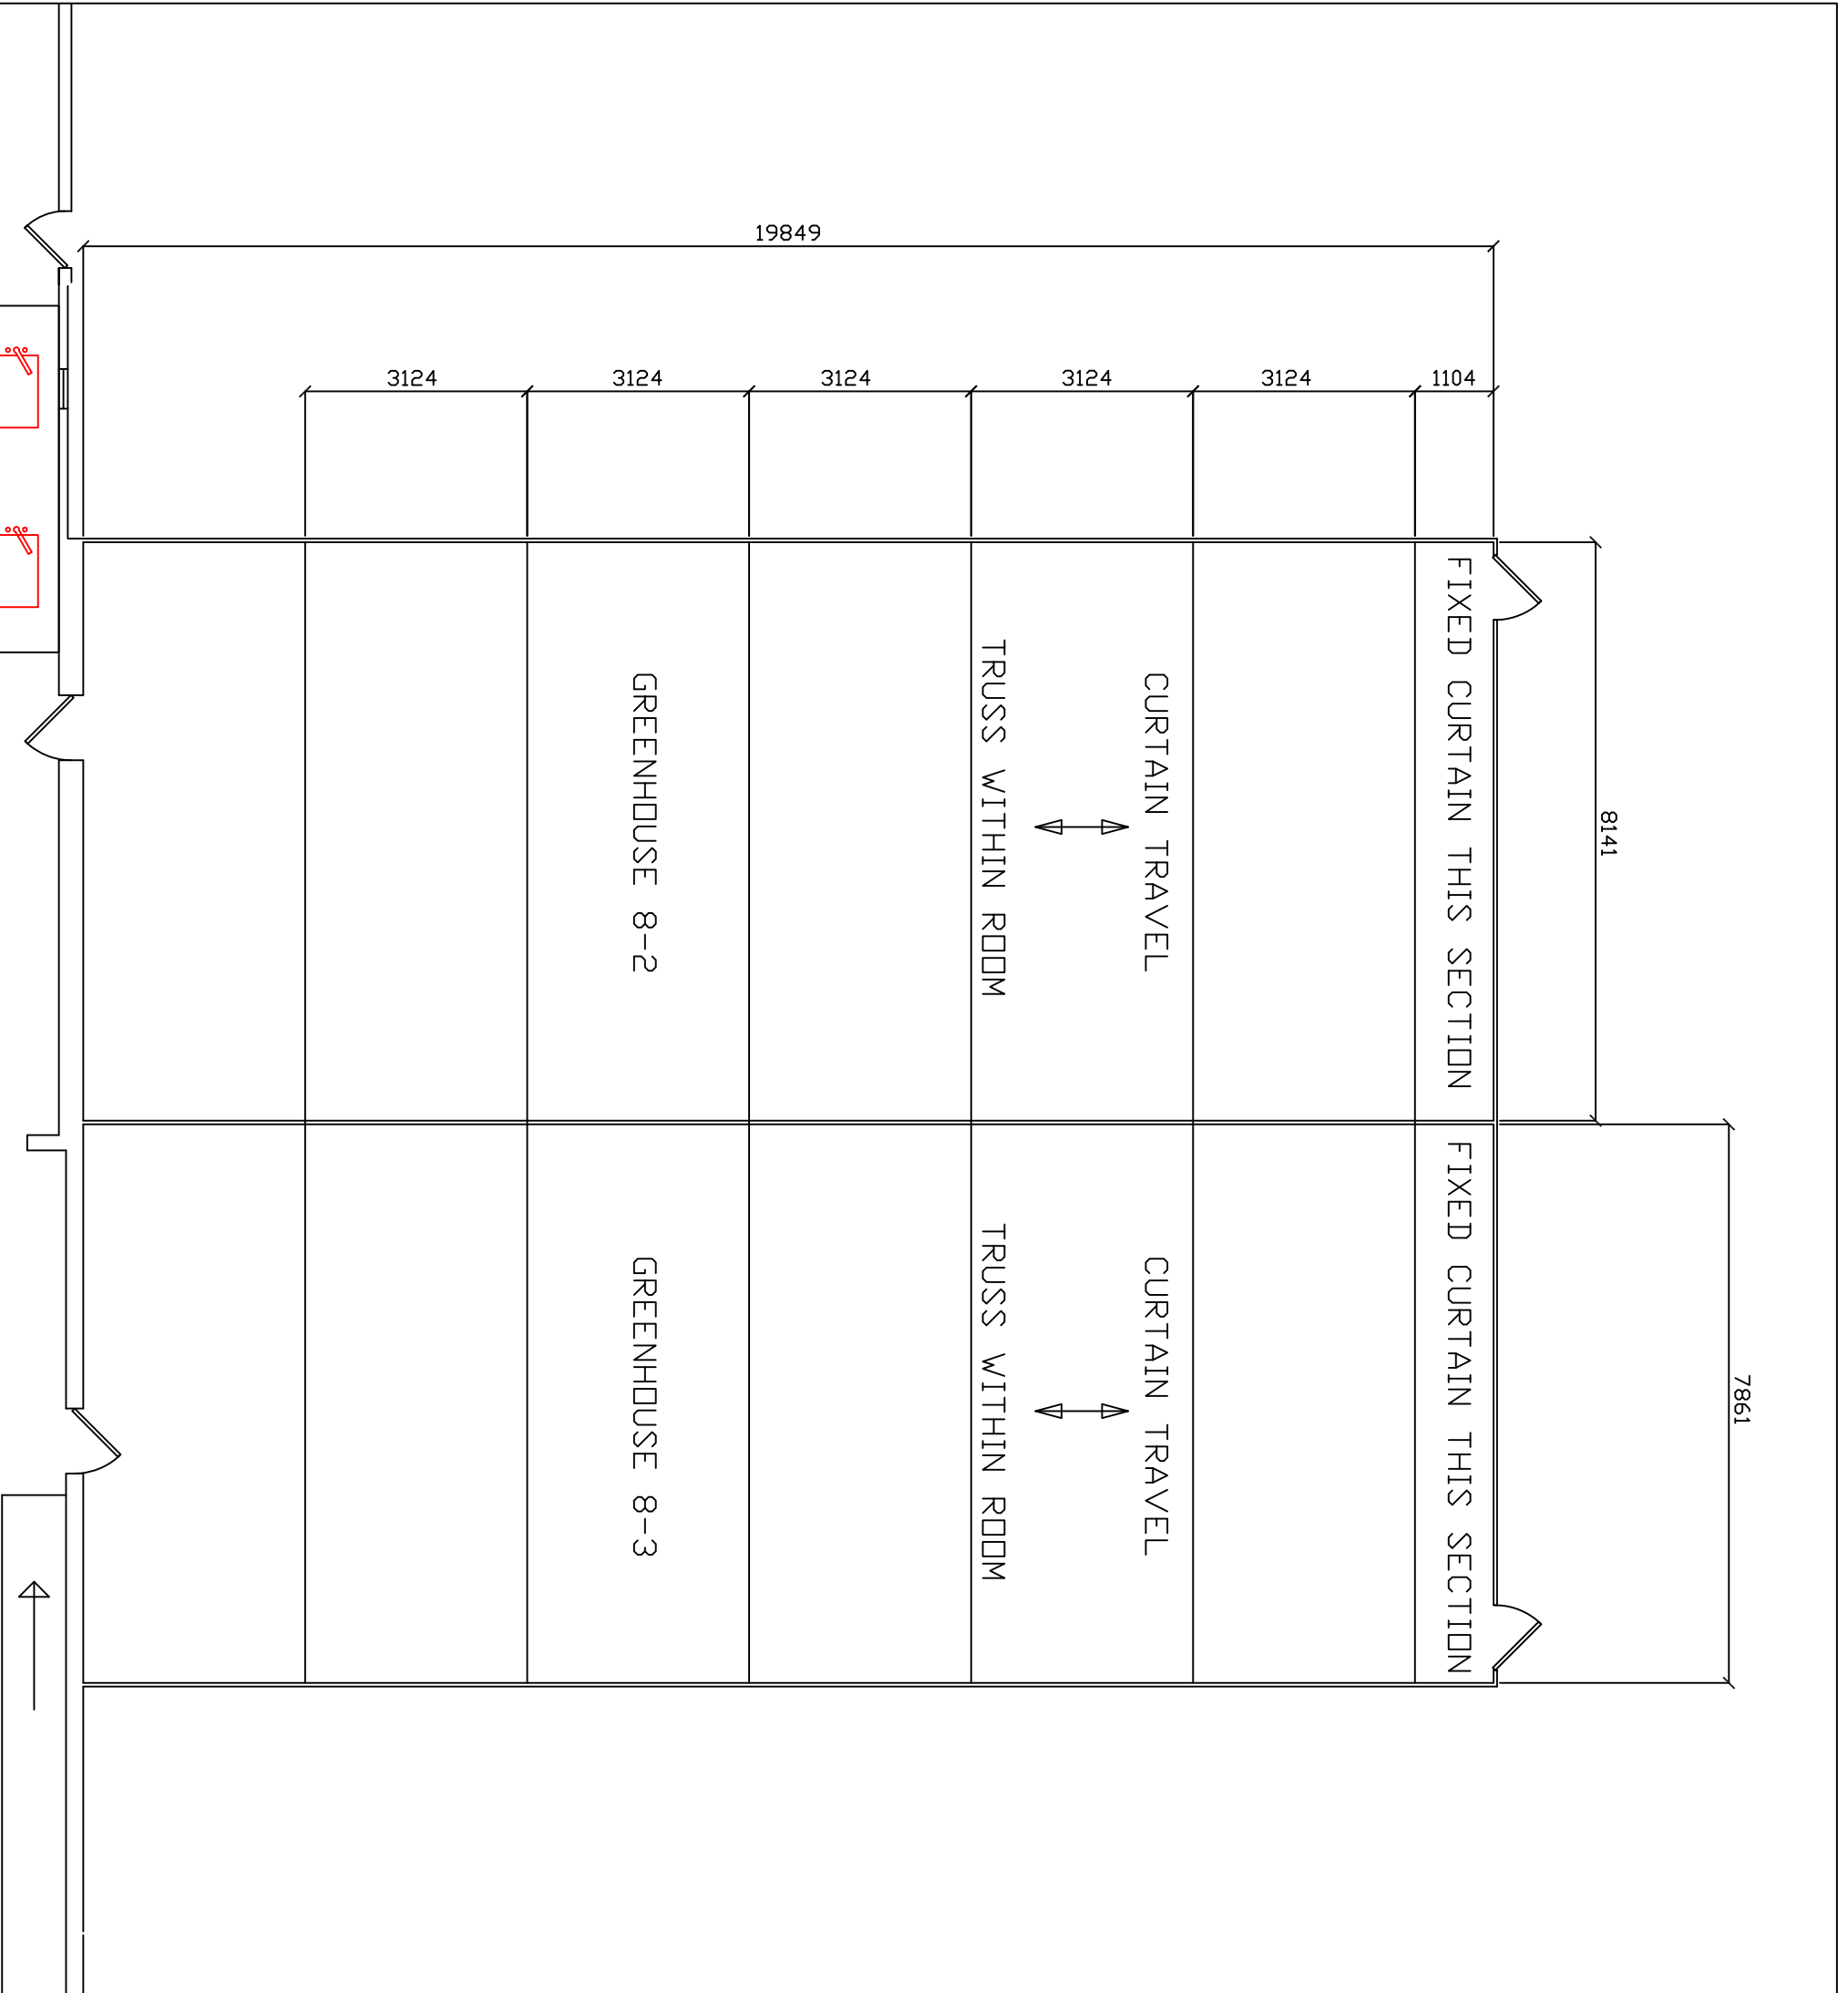 19849
3124
3124
3124
3124
3124
1104
8141
7861
FIXED CURTAIN THIS SECTION
CURTAIN TRAVEL
TRUSS WITHIN ROOM
GREENHOUSE 8-2
FIXED CURTAIN THIS SECTION
CURTAIN TRAVEL
TRUSS WITHIN ROOM
GREENHOUSE 8-3